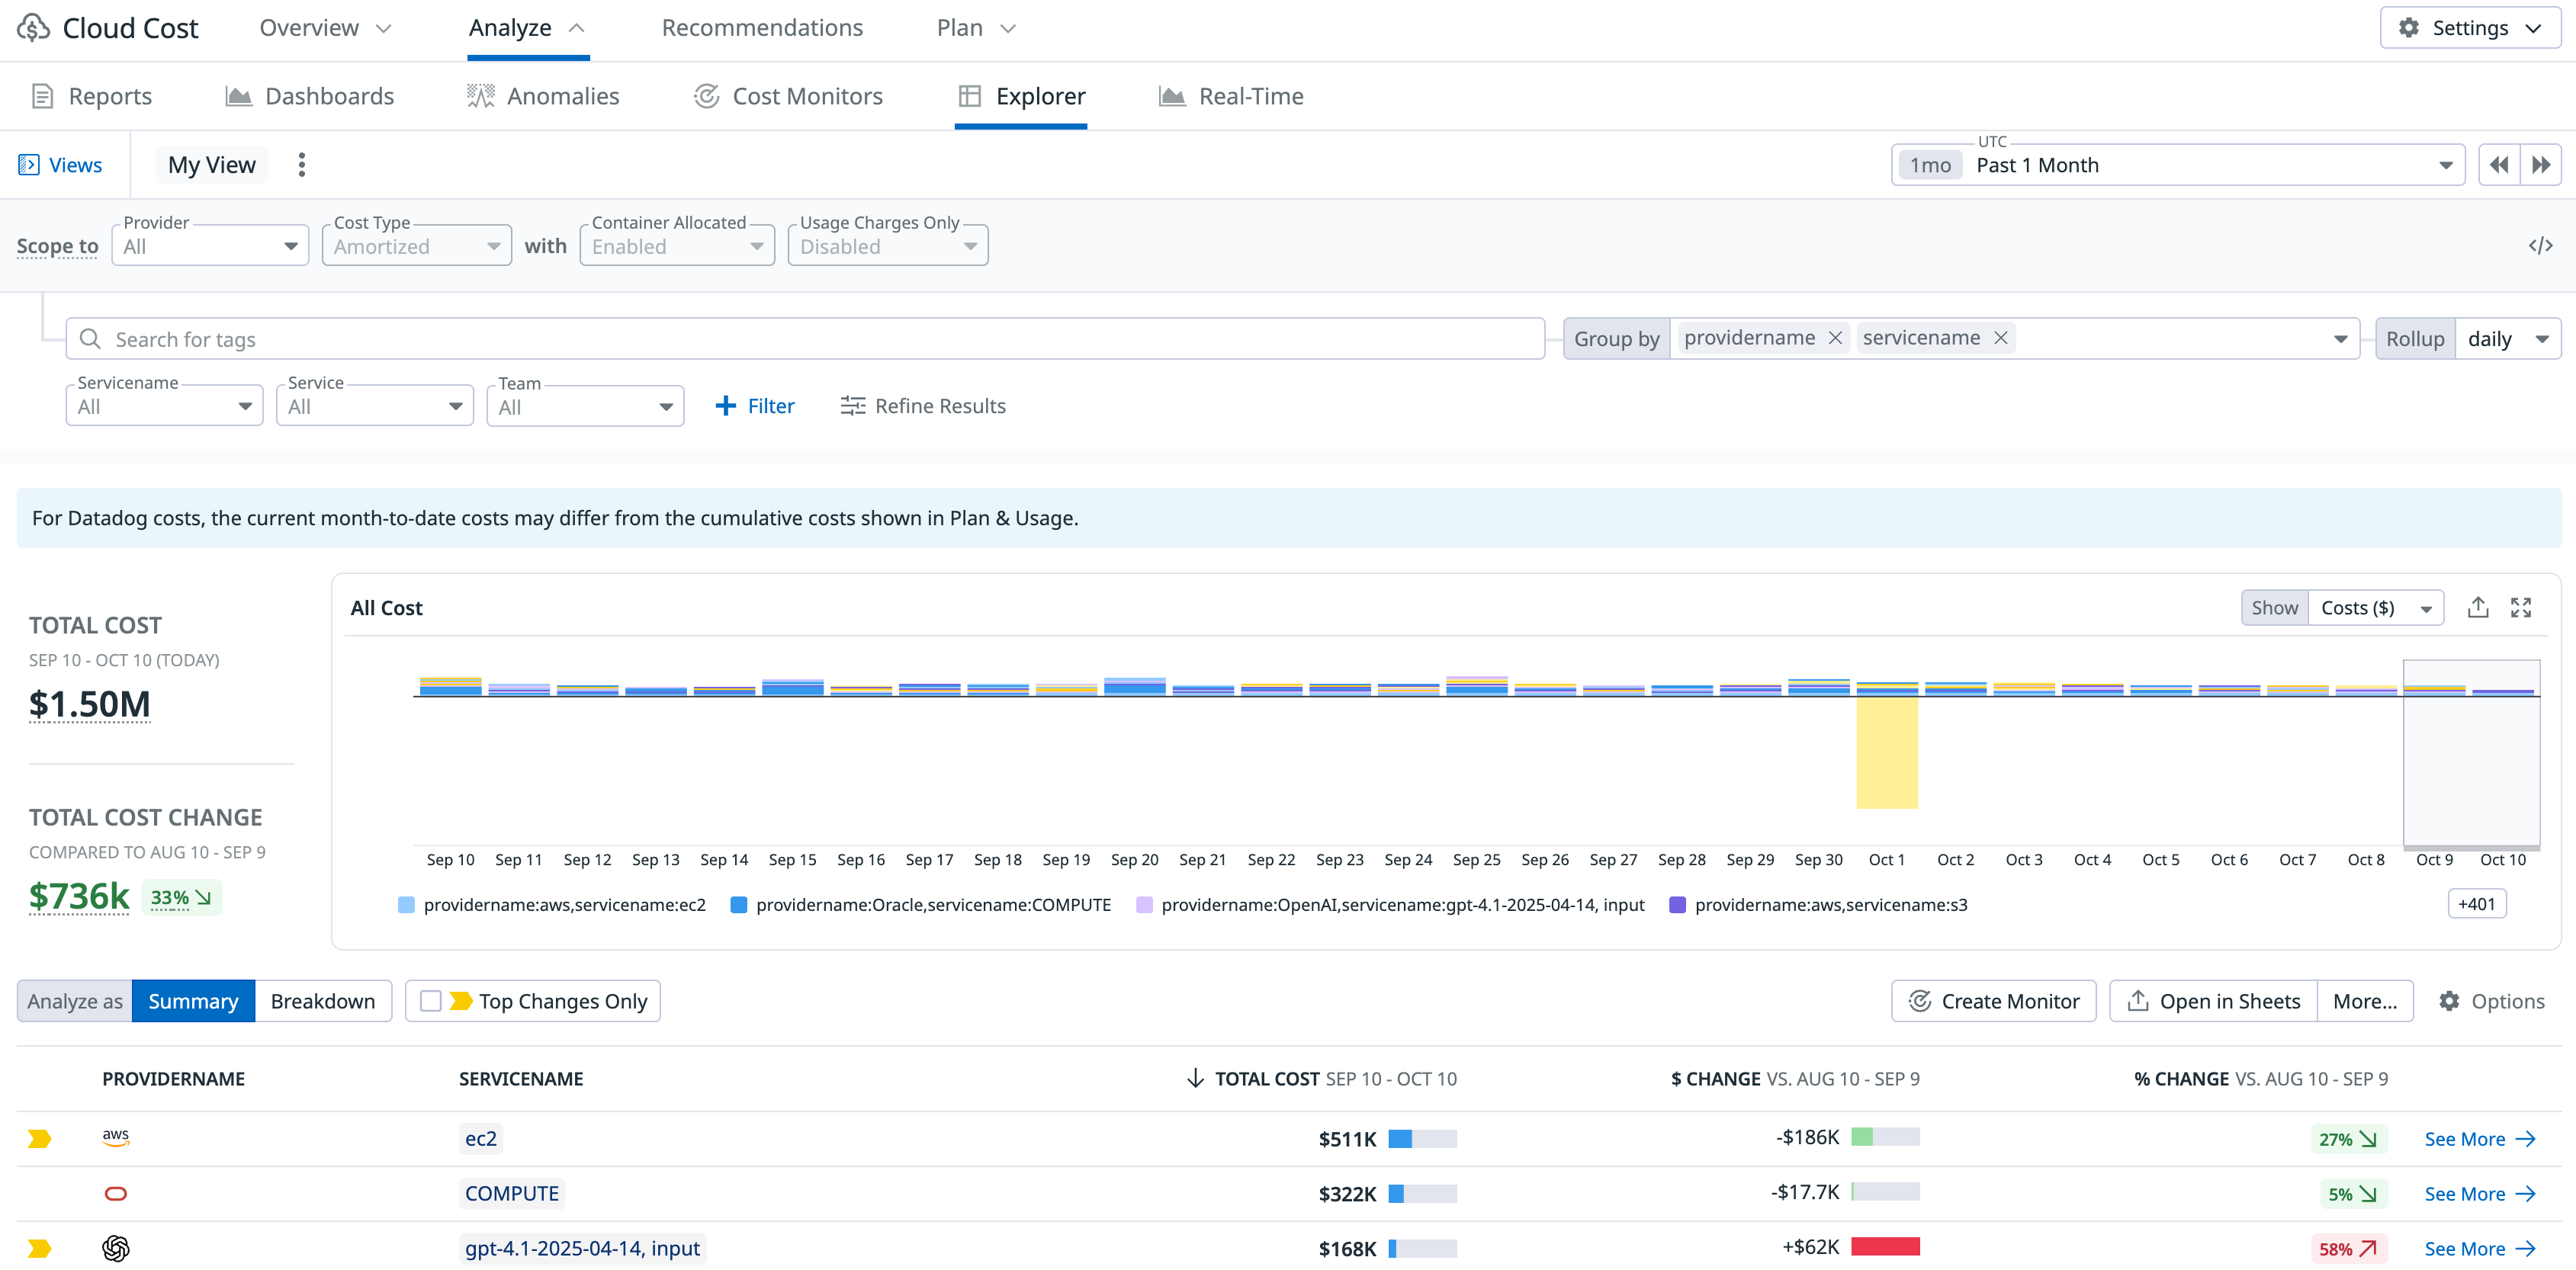 Cloud Cost Overview Analyze Recommendations Plan Settings
Reports Dashboards Anomalies Cost Monitors Explorer Real-Time
Views My View UTC 1mo Past 1 Month
Scope to Provider All Cost Type Amortized with Container Allocated Enabled Usage Charges Only Disabled </>
Search for tags Group by providername servicename Rollup daily
Servicename All Service All Team All + Filter Refine Results
For Datadog costs, the current month-to-date costs may differ from the cumulative costs shown in Plan & Usage.
TOTAL COST
SEP 10 - OCT 10 (TODAY)
$1.50M
TOTAL COST CHANGE
COMPARED TO AUG 10 - SEP 9
$736k 33%
All Cost Show Costs ($)
Sep 10 Sep 11 Sep 12 Sep 13 Sep 14 Sep 15 Sep 16 Sep 17 Sep 18 Sep 19 Sep 20 Sep 21 Sep 22 Sep 23 Sep 24 Sep 25 Sep 26 Sep 27 Sep 28 Sep 29 Sep 30 Oct 1 Oct 2 Oct 3 Oct 4 Oct 5 Oct 6 Oct 7 Oct 8 Oct 9 Oct 10
providername:aws,servicename:ec2 providername:Oracle,servicename:COMPUTE providername:OpenAI,servicename:gpt-4.1-2025-04-14, input providername:aws,servicename:s3 +401
Analyze as Summary Breakdown Top Changes Only Create Monitor Open in Sheets More... Options
PROVIDERNAME SERVICENAME TOTAL COST SEP 10 - OCT 10 $ CHANGE VS. AUG 10 - SEP 9 % CHANGE VS. AUG 10 - SEP 9
aws ec2 $511K -$186K 27% See More
COMPUTE $322K -$17.7K 5% See More
gpt-4.1-2025-04-14, input $168K +$62K 58% See More